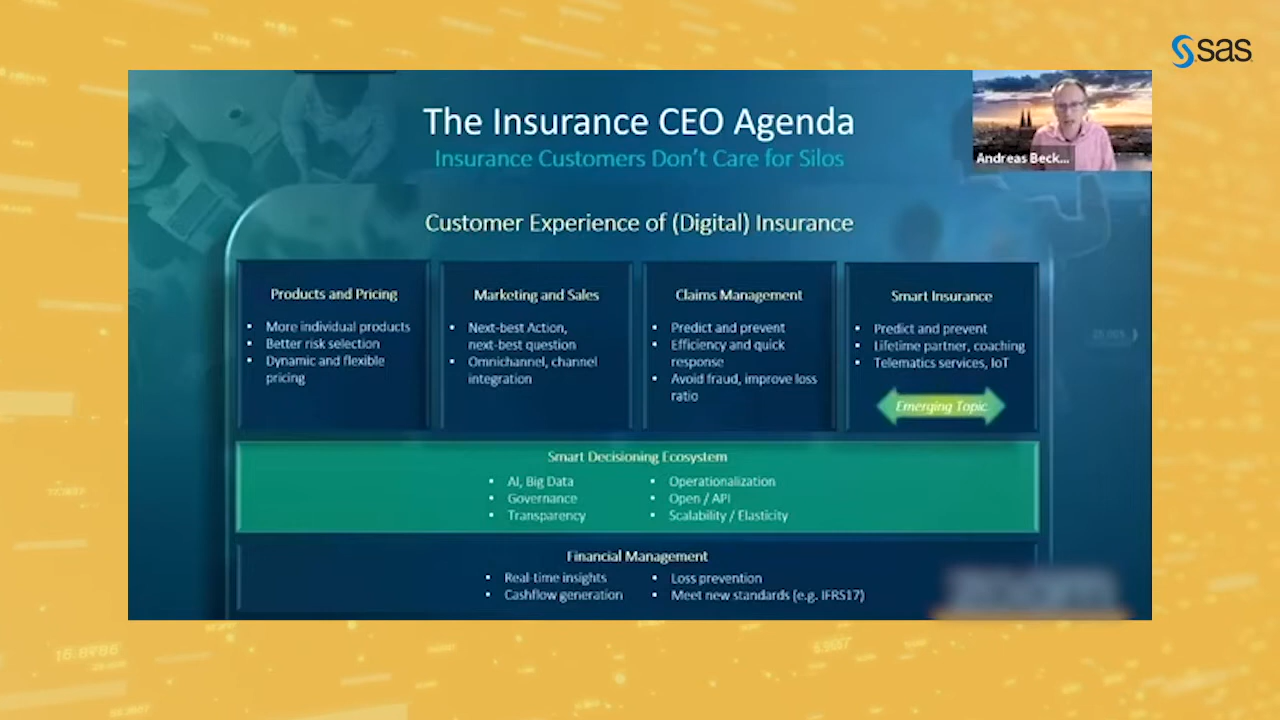 sas
The Insurance CEO Agenda
Insurance Customers Don't Care for Silos
Andreas Beck...
Customer Experience of (Digital) Insurance
Products and Pricing
• More individual products
• Better risk selection
• Dynamic and flexible
pricing
Marketing and Sales
• Next-best Action,
next-best question
• Omnichannel, channel
integration
Claims Management
• Predict and prevent
• Efficiency and quick
response
• Avoid fraud, improve loss
ratio
Smart Insurance
• Predict and prevent
• Lifetime partner, coaching
• Telematics services, IoT
Emerging Topic
Smart Decisioning Ecosystem
• AI, Big Data
• Governance
• Transparency
• Operationalization
• Open / API
• Scalability / Elasticity
Financial Management
• Real-time insights
• Cashflow generation
• Loss prevention
• Meet new standards (e.g. IFRS17)
16.8986